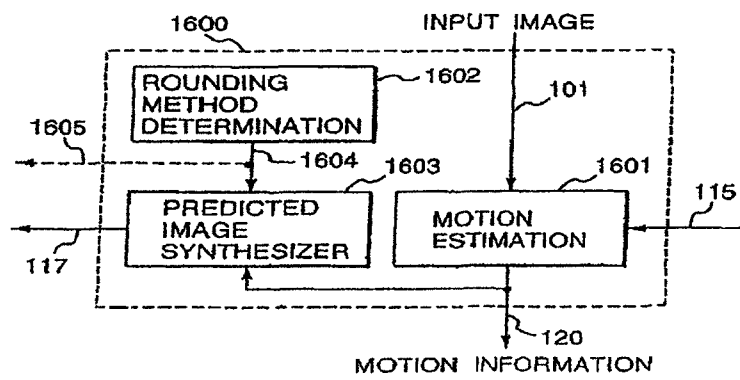 INPUT IMAGE
1600
ROUNDING
METHOD
DETERMINATION
1602
101
1605
1604
1603
1601
PREDICTED
IMAGE
SYNTHESIZER
MOTION
ESTIMATION
115
117
120
MOTION INFORMATION